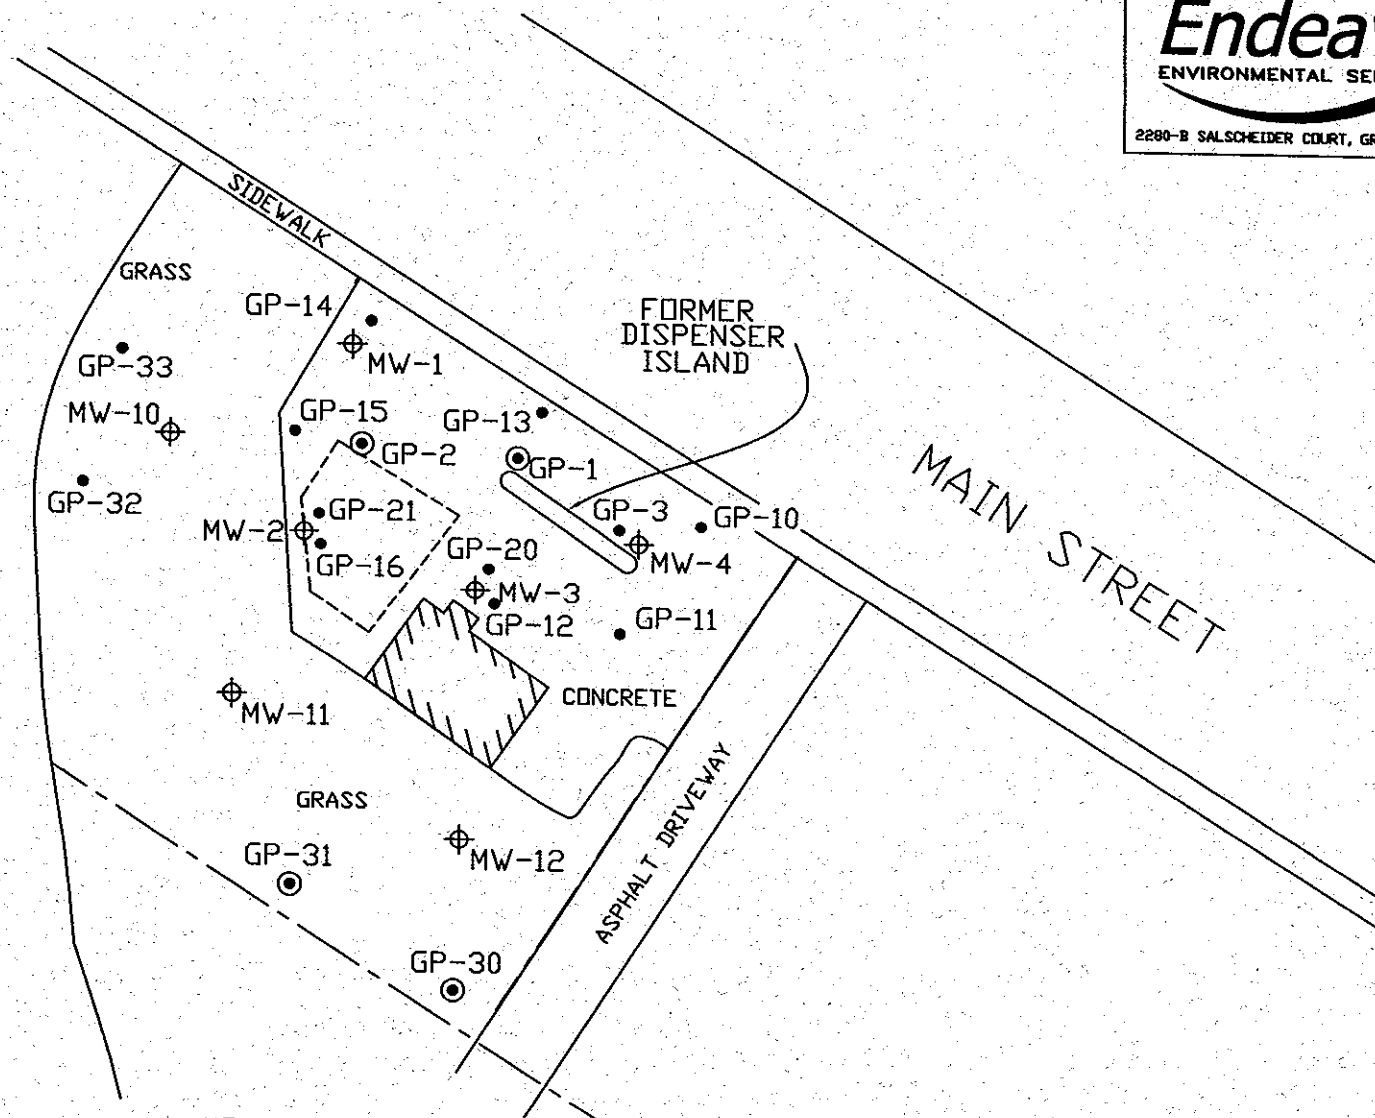 ENVIRONMENTAL
2280-B SALSCHEIDER COURT,
SIDEWALK
GRASS
GP-14
FORMER
DISPENSER
ISLAND
GP-33
MW-1
MW-10
GP-15
GP-13
GP-2
GP-1
GP-32
GP-21
GP-3
GP-10
MAIN STREET
MW-2
GP-16
GP-20
MW-4
MW-3
GP-12
GP-11
CONCRETE
MW-11
ASPHALT DRIVEWAY
GRASS
GP-31
MW-12
GP-30